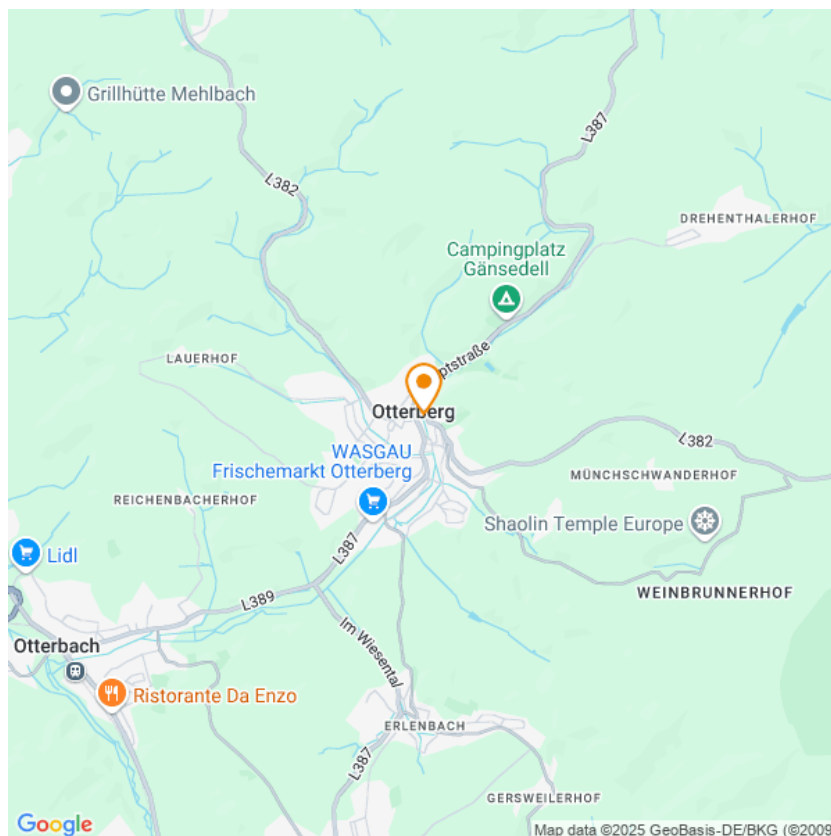 Grillhütte Mehlbach
L387
L382
DREHENTHALERHOF
Campingplatz
Gänsedell
ptstraße
LAUERHOF
Otterberg
L382
WASGAU
Frischemarkt Otterberg
MÜNCHSCHWANDERHOF
REICHENBACHERHOF
Shaolin Temple Europe
L387
Lidl
L389
WEINBRUNNERHOF
Im Wiesental
Otterbach
Ristorante Da Enzo
ERLENBACH
L387
GERSWEILERHOF
Google
Map data ©2025 GeoBasis-DE/BKG (©2009